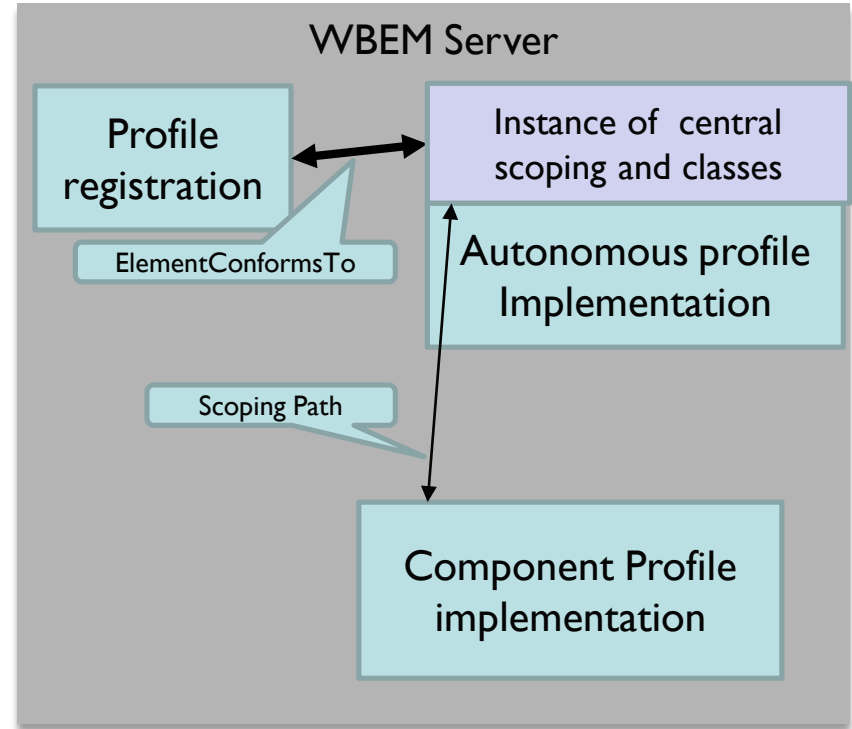 WBEM Server
Profile
registration
Instance of central
scoping and classes
ElementConformsTo
Autonomous profile
Implementation
Scoping Path
Component Profile
implementation